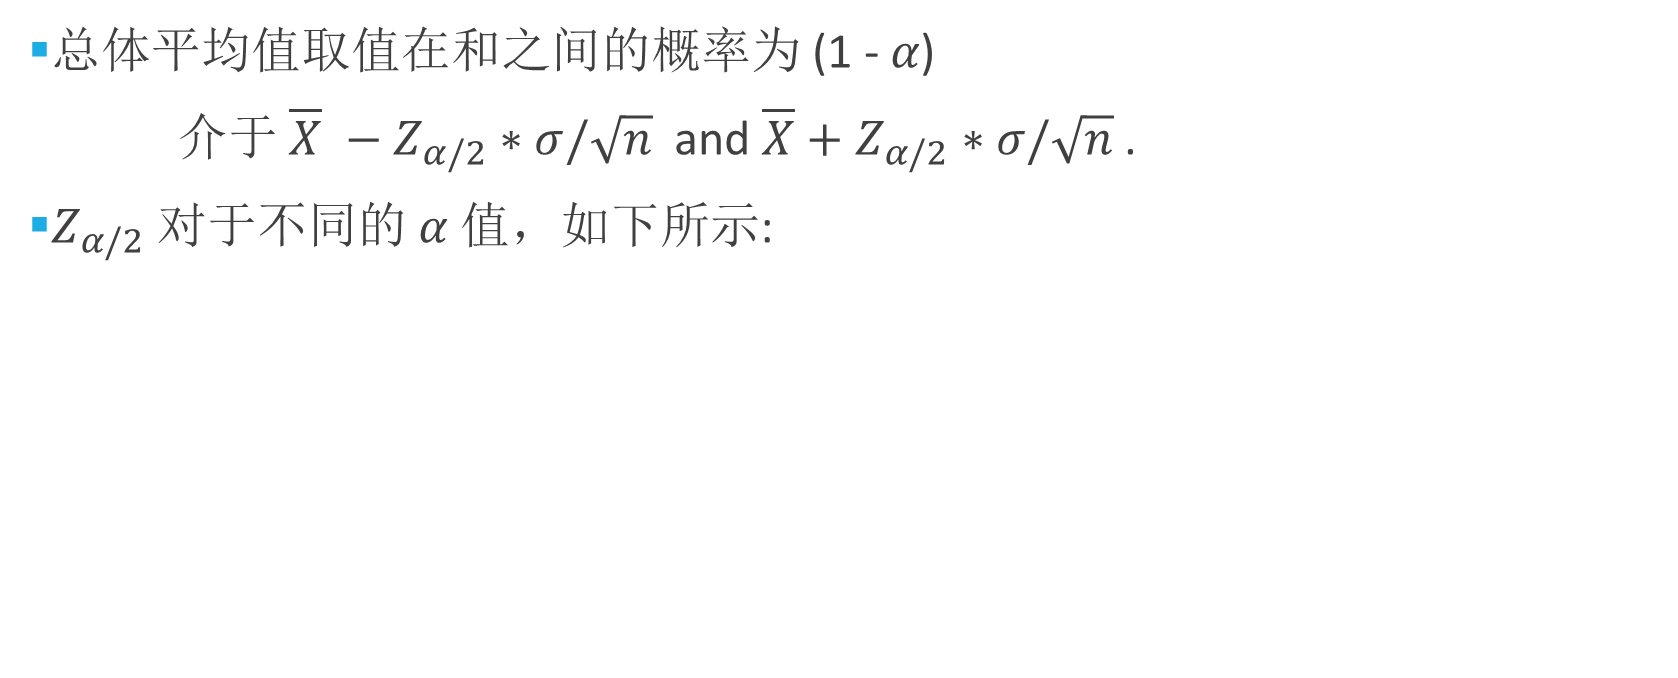 ▪总体平均值取值在和之间的概率为 (1 - α)
介于 X̅ − Z_{α/2} * σ/√n and X̅ + Z_{α/2} * σ/√n .
▪Z_{α/2} 对于不同的 α 值，如下所示: